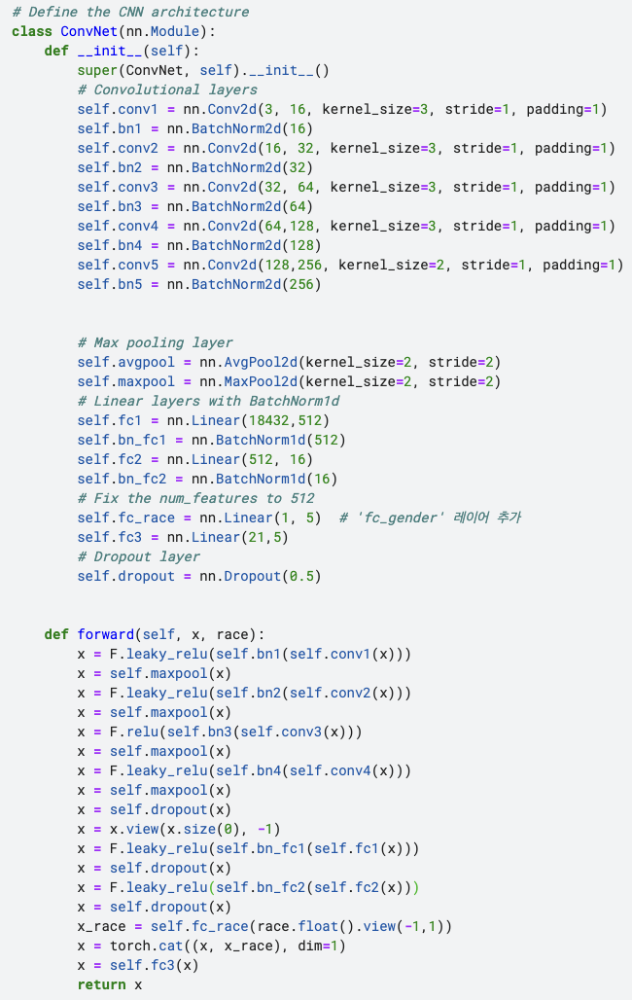 # Define the CNN architecture
class ConvNet(nn.Module):
    def __init__(self):
        super(ConvNet, self).__init__()
        # Convolutional layers
        self.conv1 = nn.Conv2d(3, 16, kernel_size=3, stride=1, padding=1)
        self.bn1 = nn.BatchNorm2d(16)
        self.conv2 = nn.Conv2d(16, 32, kernel_size=3, stride=1, padding=1)
        self.bn2 = nn.BatchNorm2d(32)
        self.conv3 = nn.Conv2d(32, 64, kernel_size=3, stride=1, padding=1)
        self.bn3 = nn.BatchNorm2d(64)
        self.conv4 = nn.Conv2d(64,128, kernel_size=3, stride=1, padding=1)
        self.bn4 = nn.BatchNorm2d(128)
        self.conv5 = nn.Conv2d(128,256, kernel_size=2, stride=1, padding=1)
        self.bn5 = nn.BatchNorm2d(256)
        # Max pooling layer
        self.avgpool = nn.AvgPool2d(kernel_size=2, stride=2)
        self.maxpool = nn.MaxPool2d(kernel_size=2, stride=2)
        # Linear layers with BatchNorm1d
        self.fc1 = nn.Linear(18432,512)
        self.bn_fc1 = nn.BatchNorm1d(512)
        self.fc2 = nn.Linear(512, 16)
        self.bn_fc2 = nn.BatchNorm1d(16)
        # Fix the num_features to 512
        self.fc_race = nn.Linear(1, 5)  # 'fc_gender' 레이어 추가
        self.fc3 = nn.Linear(21,5)
        # Dropout layer
        self.dropout = nn.Dropout(0.5)
    def forward(self, x, race):
        x = F.leaky_relu(self.bn1(self.conv1(x)))
        x = self.maxpool(x)
        x = F.leaky_relu(self.bn2(self.conv2(x)))
        x = self.maxpool(x)
        x = F.relu(self.bn3(self.conv3(x)))
        x = self.maxpool(x)
        x = F.leaky_relu(self.bn4(self.conv4(x)))
        x = self.maxpool(x)
        x = self.dropout(x)
        x = x.view(x.size(0), -1)
        x = F.leaky_relu(self.bn_fc1(self.fc1(x)))
        x = self.dropout(x)
        x = F.leaky_relu(self.bn_fc2(self.fc2(x)))
        x = self.dropout(x)
        x_race = self.fc_race(race.float().view(-1,1))
        x = torch.cat((x, x_race), dim=1)
        x = self.fc3(x)
        return x